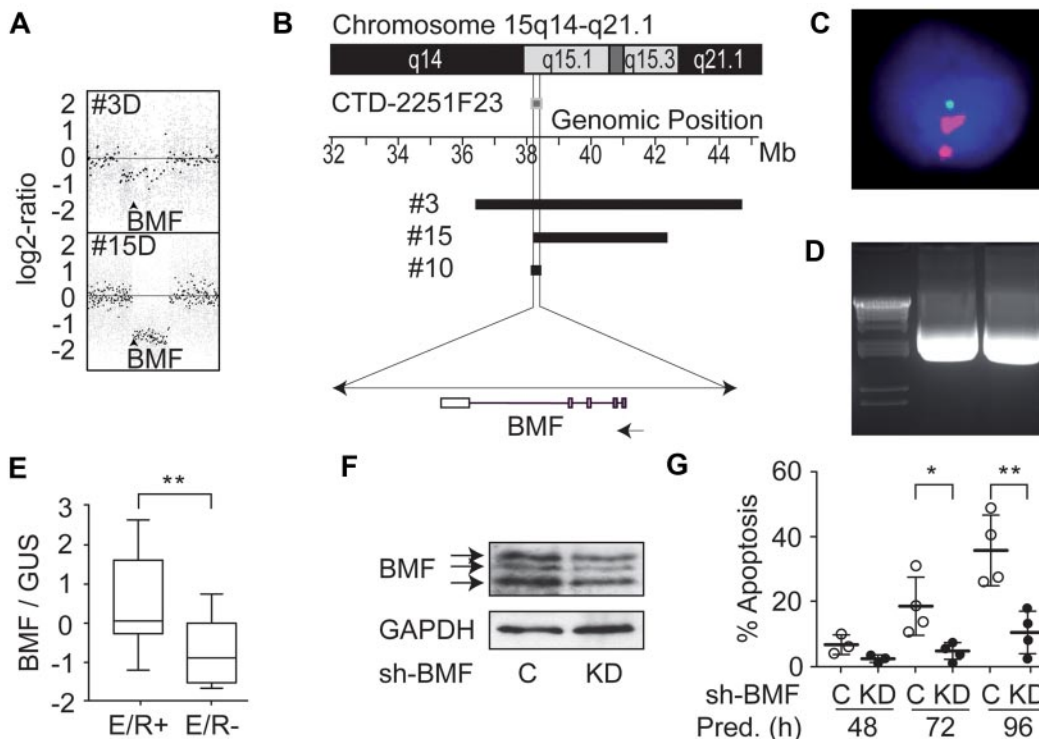 A
#3D
2
1
0
-1
-2
BMF
#15D
2
1
0
-1
-2
BMF
log2-ratio
B
Chromosome 15q14-q21.1
q14 q15.1 q15.3 q21.1
CTD-2251F23
Genomic Position
32 34 36 38 40 42 44 Mb
#3
#15
#10
BMF
C
D
E
**
3
2
1
0
-1
-2
BMF / GUS
E/R+ E/R-
F
BMF
GAPDH
sh-BMF C KD
G
60
40
20
0
% Apoptosis
* **
sh-BMF C KD C KD C KD
Pred. (h) 48 72 96